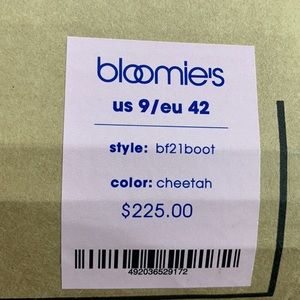 bloomie's
us 9/eu 42
style: bf21boot
color: cheetah
$225.00
492036529172